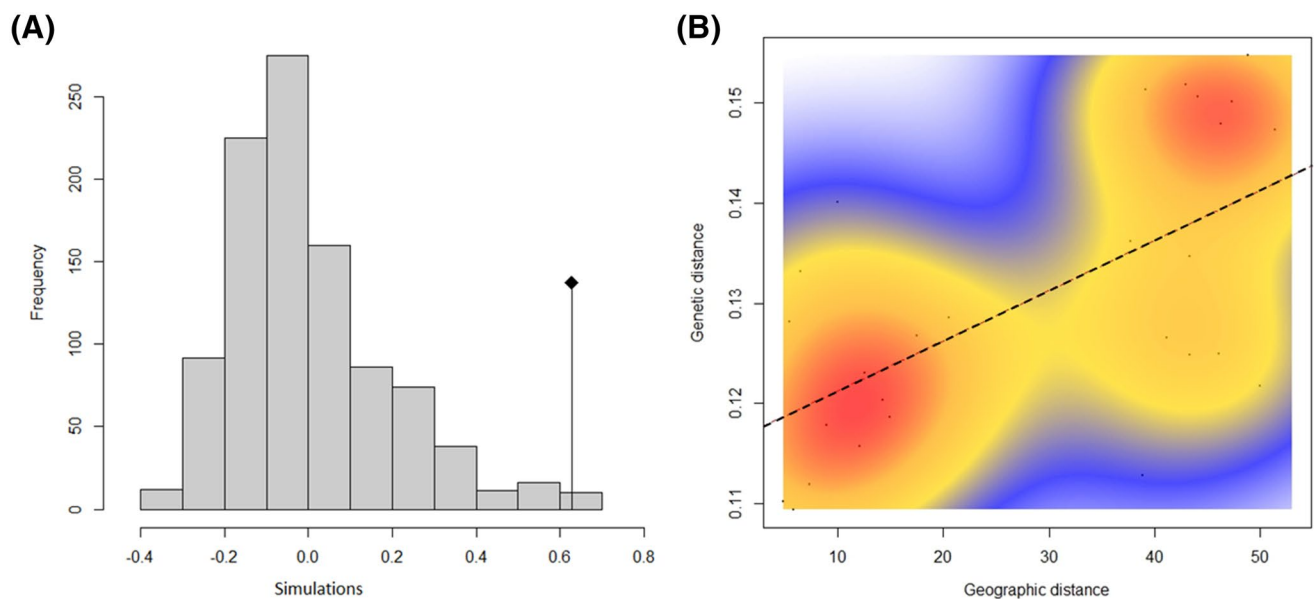 (A)
Frequency
250
200
150
100
50
0
-0.4 -0.2 0.0 0.2 0.4 0.6 0.8
Simulations
(B)
Genetic distance
0.15
0.14
0.13
0.12
0.11
10 20 30 40 50
Geographic distance